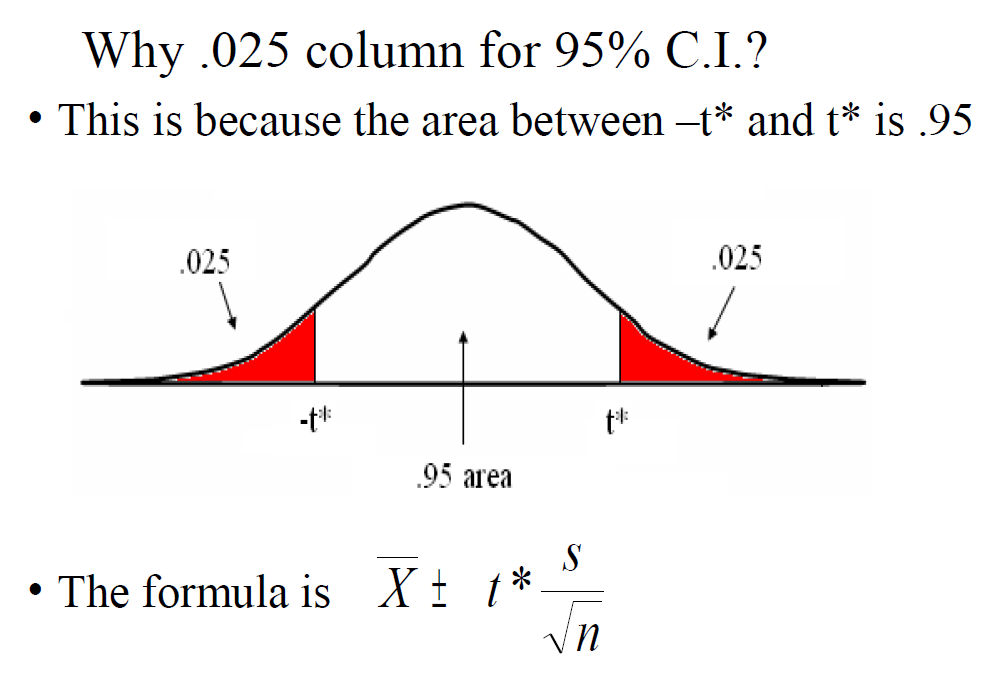 Why .025 column for 95% C.I.?
• This is because the area between –t* and t* is .95
.025
.025
-t*
t*
.95 area
• The formula is X̅ ± t* s/√n